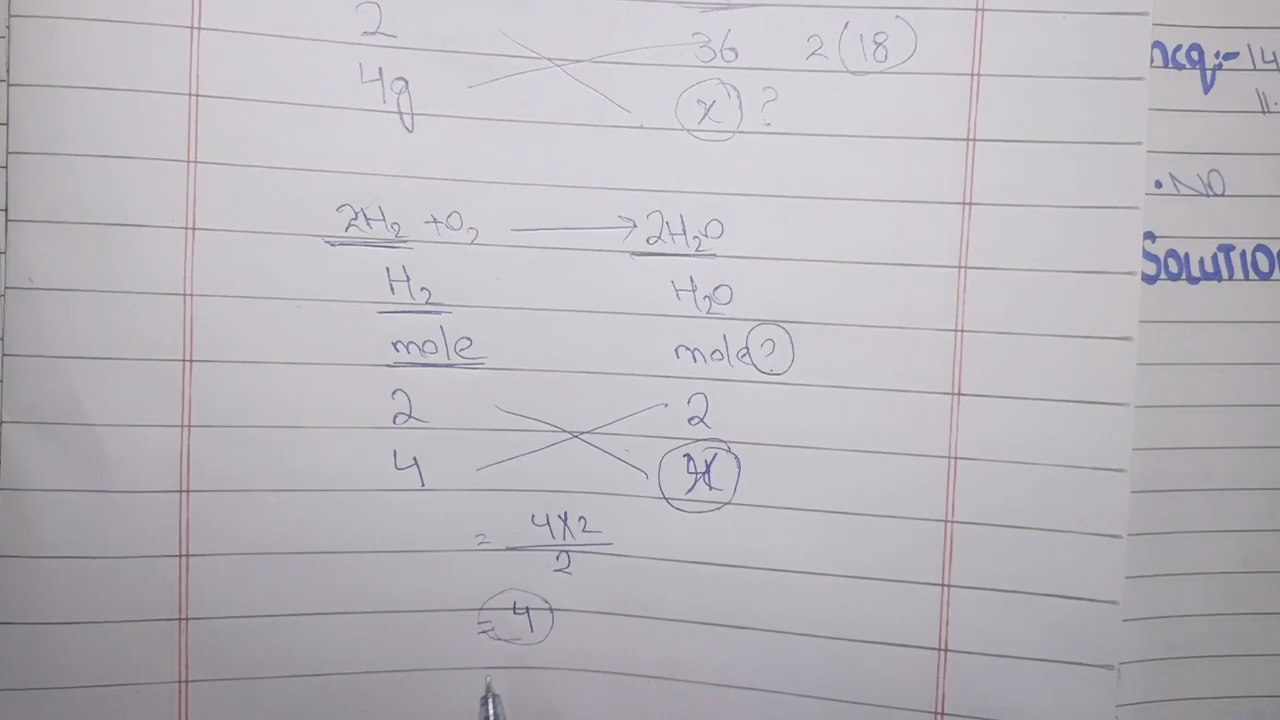 2 36 2(18)
4g x ?
2H₂ + O₂ → 2H₂O
H₂ H₂O
mole mole ?
2 2
4 x
= 4×2
2
= 4
mcq:- 14
• NO
SOLUTIO